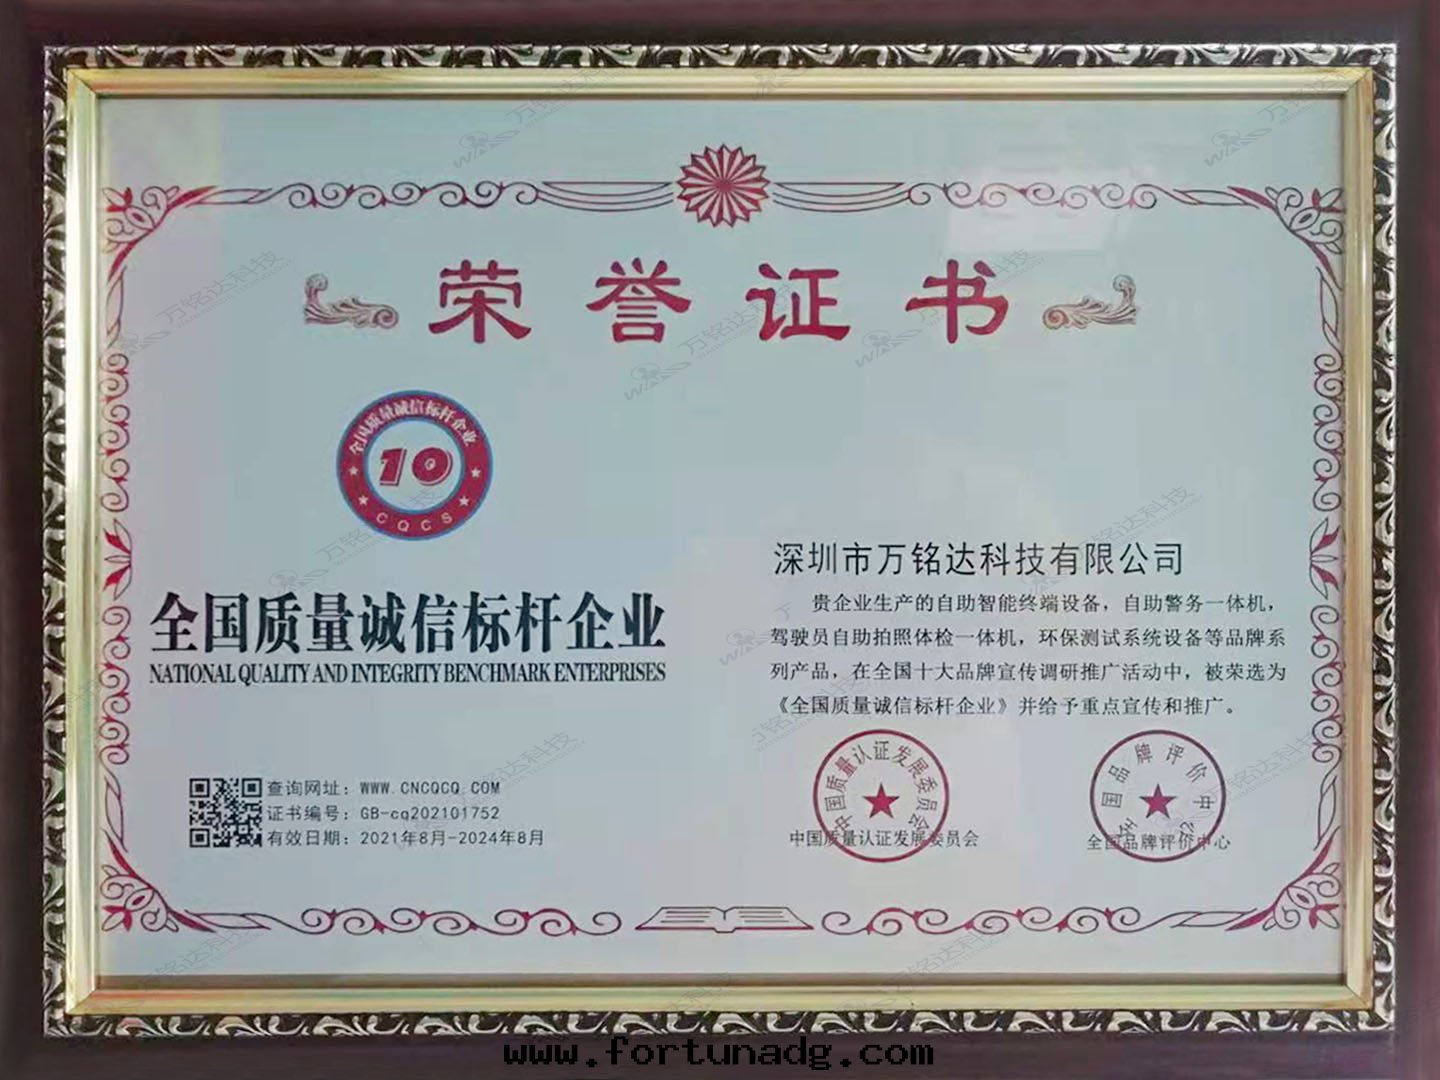 荣誉证书
全国质量诚信标杆企业
10
CQCS
全国质量诚信标杆企业
NATIONAL QUALITY AND INTEGRITY BENCHMARK ENTERPRISES
深圳市万铭达科技有限公司
贵企业生产的自助智能终端设备，自助警务一体机，
驾驶员自助拍照体检一体机，环保测试系统设备等品牌系
列产品，在全国十大品牌宣传调研推广活动中，被荣选为
《全国质量诚信标杆企业》并给予重点宣传和推广。
查询网址：WWW.CNCQCQ.COM
证书编号：GB-cq202101752
有效日期：2021年8月-2024年8月
中国质量认证发展委员会
中国质量认证发展委员会
全国品牌评价中心
全国品牌评价中心
万铭达科技
www.fortunadg.com